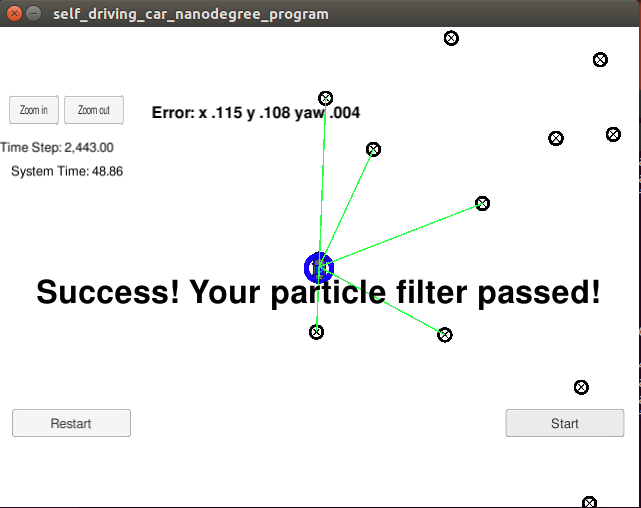 self_driving_car_nanodegree_program
Zoom in
Zoom out
Error: x .115 y .108 yaw .004
Time Step: 2,443.00
System Time: 48.86
Success! Your particle filter passed!
Restart
Start